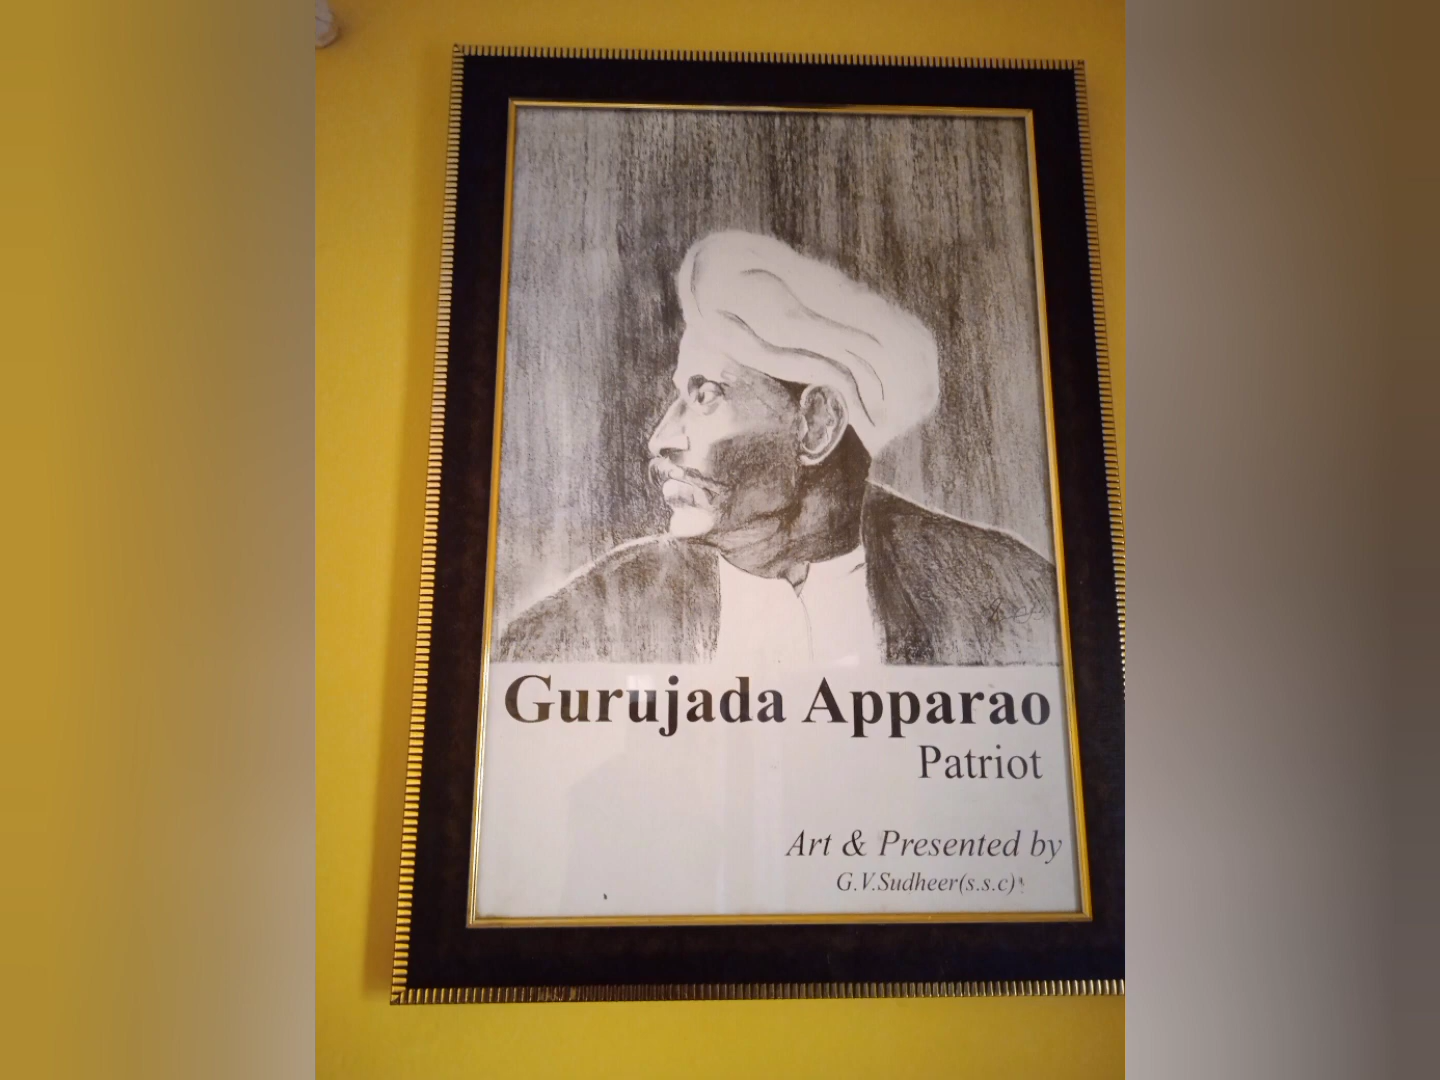 Gurujada Apparao
Patriot
Art & Presented by
G.V.Sudheer(s.s.c)